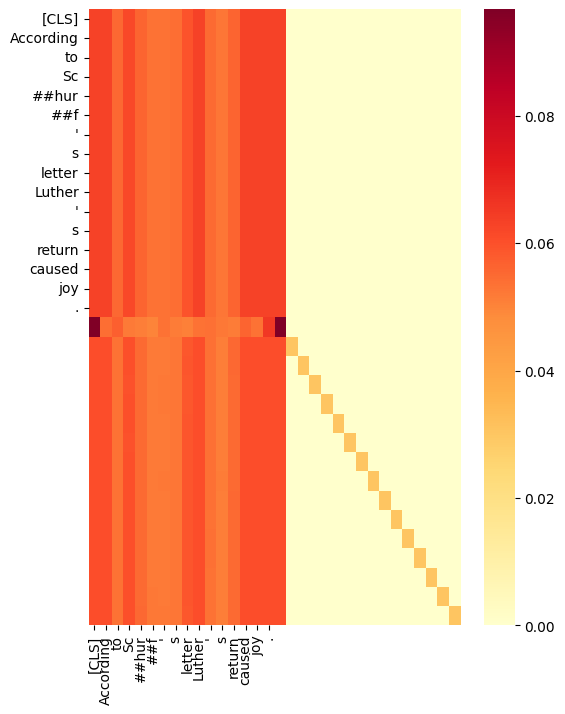 [CLS]
According
to
Sc
##hur
##f
'
s
letter
Luther
'
s
return
caused
joy
.
0.08
0.06
0.04
0.02
0.00
[CLS]
According
to
Sc
##hur
##f
'
s
letter
Luther
'
s
return
caused
joy
.